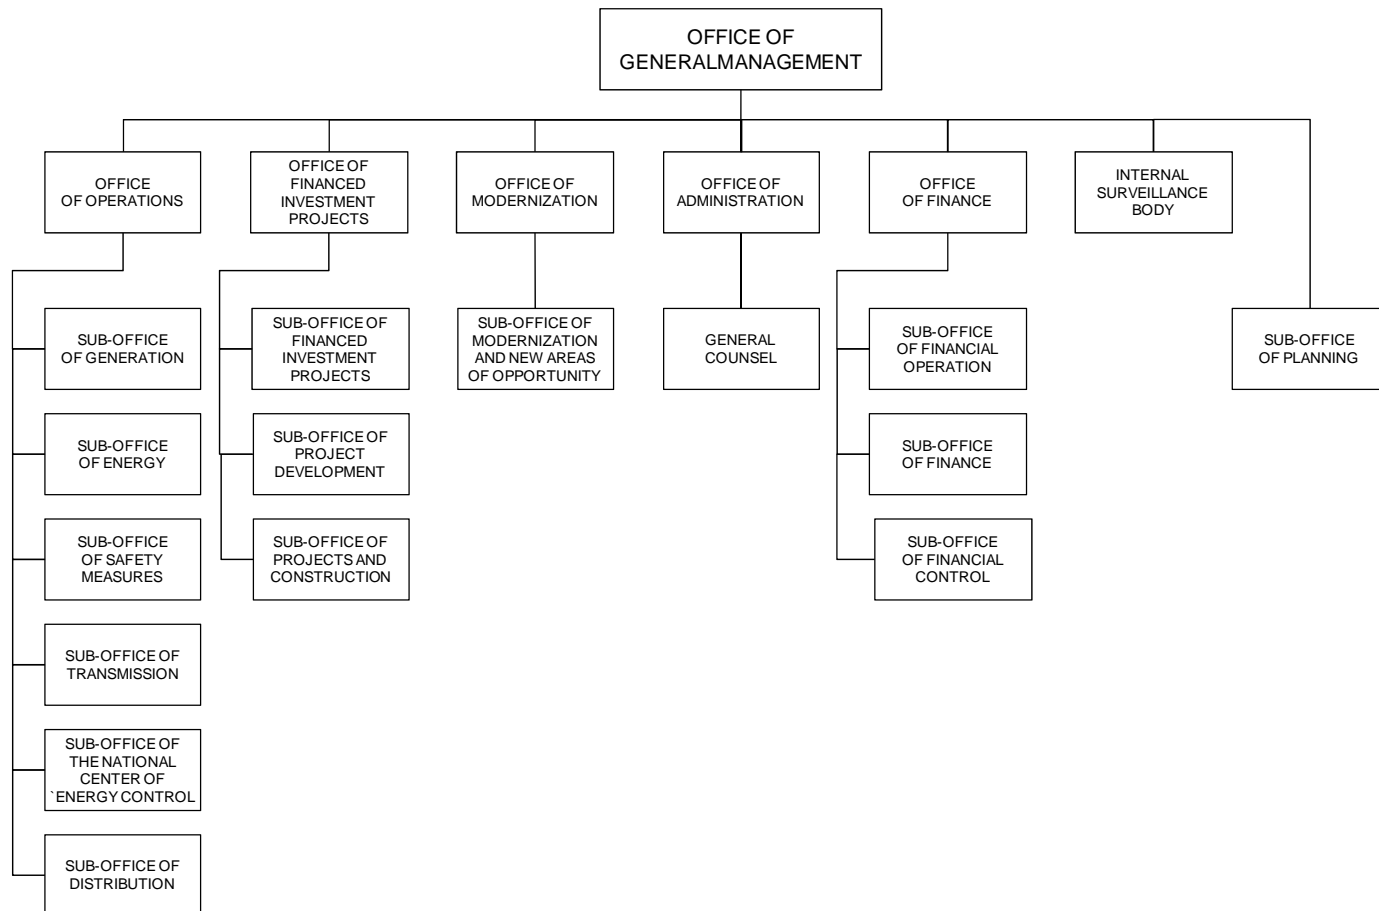 OFFICE OF
GENERALMANAGEMENT
OFFICE
OF OPERATIONS
OFFICE OF
FINANCED
INVESTMENT
PROJECTS
OFFICE OF
MODERNIZATION
OFFICE OF
ADMINISTRATION
OFFICE
OF FINANCE
INTERNAL
SURVEILLANCE
BODY
SUB-OFFICE
OF GENERATION
SUB-OFFICE OF
FINANCED
INVESTMENT
PROJECTS
SUB-OFFICE OF
MODERNIZATION
AND NEW AREAS
OF OPPORTUNITY
GENERAL
COUNSEL
SUB-OFFICE
OF FINANCIAL
OPERATION
SUB-OFFICE
OF PLANNING
SUB-OFFICE
OF ENERGY
SUB-OFFICE OF
PROJECT
DEVELOPMENT
SUB-OFFICE
OF FINANCE
SUB-OFFICE
OF SAFETY
MEASURES
SUB-OFFICE OF
PROJECTS AND
CONSTRUCTION
SUB-OFFICE
OF FINANCIAL
CONTROL
SUB-OFFICE OF
TRANSMISSION
SUB-OFFICE OF
THE NATIONAL
CENTER OF
`ENERGY CONTROL
SUB-OFFICE OF
DISTRIBUTION